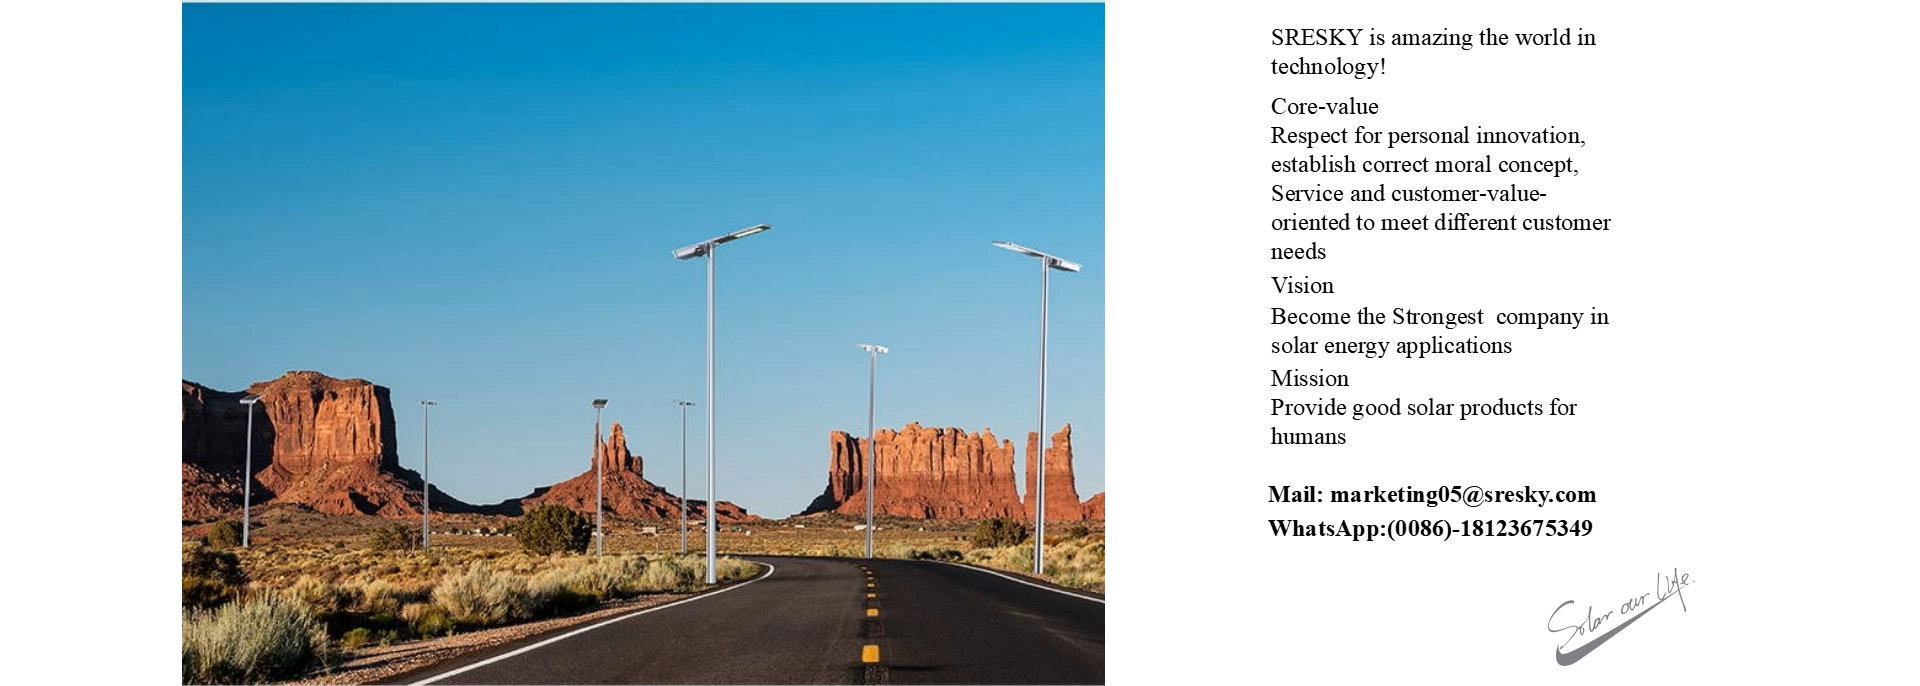 SRESKY is amazing the world in
technology!
Core-value
Respect for personal innovation,
establish correct moral concept,
Service and customer-value-
oriented to meet different customer
needs
Vision
Become the Strongest  company in
solar energy applications
Mission
Provide good solar products for
humans
Mail: marketing05@sresky.com
WhatsApp:(0086)-18123675349
Solar our Life.